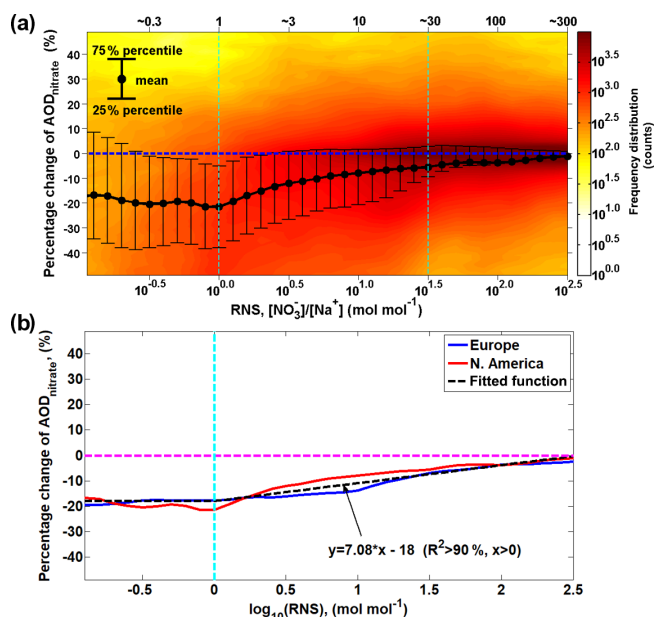 (a)
~0.3 1 ~3 10 ~30 100 ~300
Percentage change of AOD_nitrate (%)
40
30
20
10
0
-10
-20
-30
-40
75% percentile
mean
25% percentile
10^-0.5 10^0.0 10^0.5 10^1.0 10^1.5 10^2.0 10^2.5
RNS, [NO3^-]/[Na^+] (mol mol^-1)
10^3.5
10^3.0
10^2.5
10^2.0
10^1.5
10^1.0
10^0.5
10^0.0
Frequency distribution
(counts)
(b)
Percentage change of AOD_nitrate, (%)
40
30
20
10
0
-10
-20
-30
-40
Europe
N. America
Fitted function
y=7.08*x - 18 (R^2>90 %, x>0)
-0.5 0 0.5 1 1.5 2 2.5
log10(RNS), (mol mol^-1)